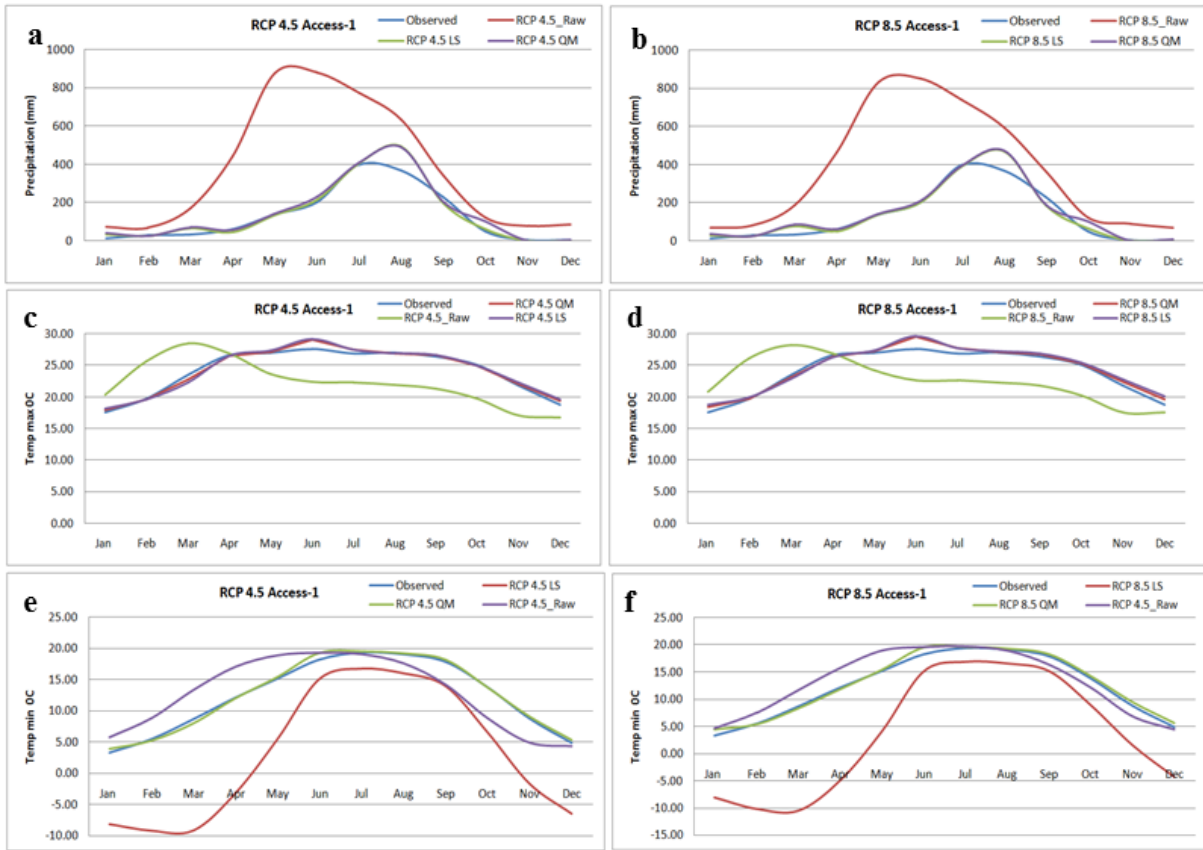 a
RCP 4.5 Access-1
Observed
RCP 4.5_Raw
RCP 4.5 LS
RCP 4.5 QM
Precipitation (mm)
1000
800
600
400
200
0
Jan Feb Mar Apr May Jun Jul Aug Sep Oct Nov Dec
b
RCP 8.5 Access-1
Observed
RCP 8.5_Raw
RCP 8.5 LS
RCP 8.5 QM
Precipitation (mm)
1000
800
600
400
200
0
Jan Feb Mar Apr May Jun Jul Aug Sep Oct Nov Dec
c
RCP 4.5 Access-1
Observed
RCP 4.5 QM
RCP 4.5_Raw
RCP 4.5 LS
Temp max OC
30.00
25.00
20.00
15.00
10.00
5.00
0.00
Jan Feb Mar Apr May Jun Jul Aug Sep Oct Nov Dec
d
RCP 8.5 Access-1
Observed
RCP 8.5 QM
RCP 8.5_Raw
RCP 8.5 LS
Temp max OC
30.00
25.00
20.00
15.00
10.00
5.00
0.00
Jan Feb Mar Apr May Jun Jul Aug Sep Oct Nov Dec
e
RCP 4.5 Access-1
Observed
RCP 4.5 LS
RCP 4.5 QM
RCP 4.5_Raw
Temp min OC
25.00
20.00
15.00
10.00
5.00
0.00
-5.00
-10.00
Jan Feb Mar Apr May Jun Jul Aug Sep Oct Nov Dec
f
RCP 8.5 Access-1
Observed
RCP 8.5 LS
RCP 8.5 QM
RCP 4.5_Raw
Temp min OC
25.00
20.00
15.00
10.00
5.00
0.00
-5.00
-10.00
-15.00
Jan Feb Mar Apr May Jun Jul Aug Sep Oct Nov Dec